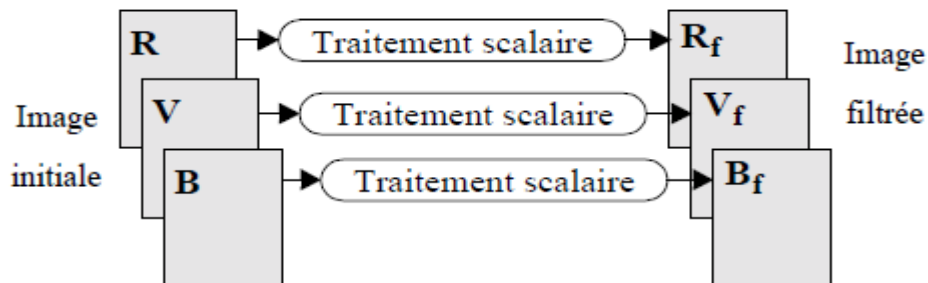 R
Traitement scalaire
Rf
Image
filtrée
Image
initiale
V
Traitement scalaire
Vf
B
Traitement scalaire
Bf